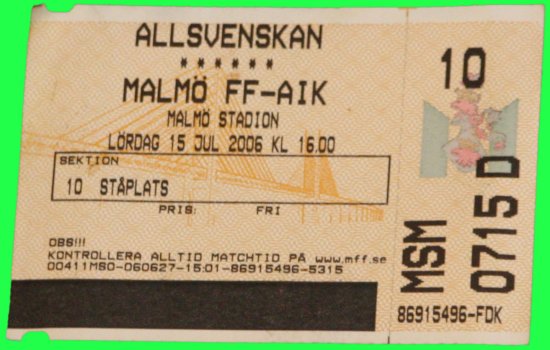 ALLSVENSKAN
******
MALMÖ FF-AIK
MALMÖ STADION
LÖRDAG 15 JUL 2006 KL 16.00
SEKTION
10 STÅPLATS
PRIS: FRI
OBS!!!
KONTROLLERA ALLTID MATCHTID PÅ www.mff.se
00411MSO-060627-15:01-86915496-5315
10
MSM
0715 D
86915496-FDK